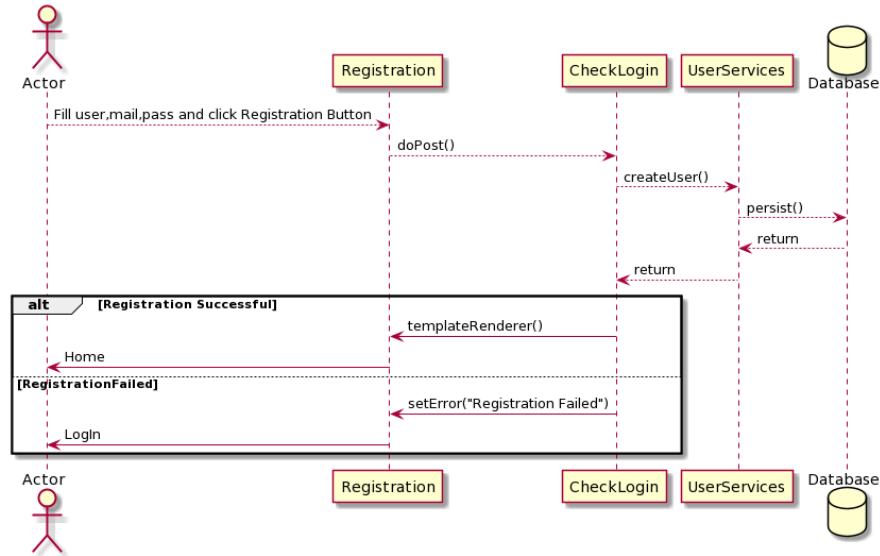 Actor
Registration
CheckLogin
UserServices
Database
Fill user,mail,pass and click Registration Button
doPost()
createUser()
persist()
return
return
alt [Registration Successful]
templateRenderer()
Home
[RegistrationFailed]
setError("Registration Failed")
LogIn
Actor
Registration
CheckLogin
UserServices
Database